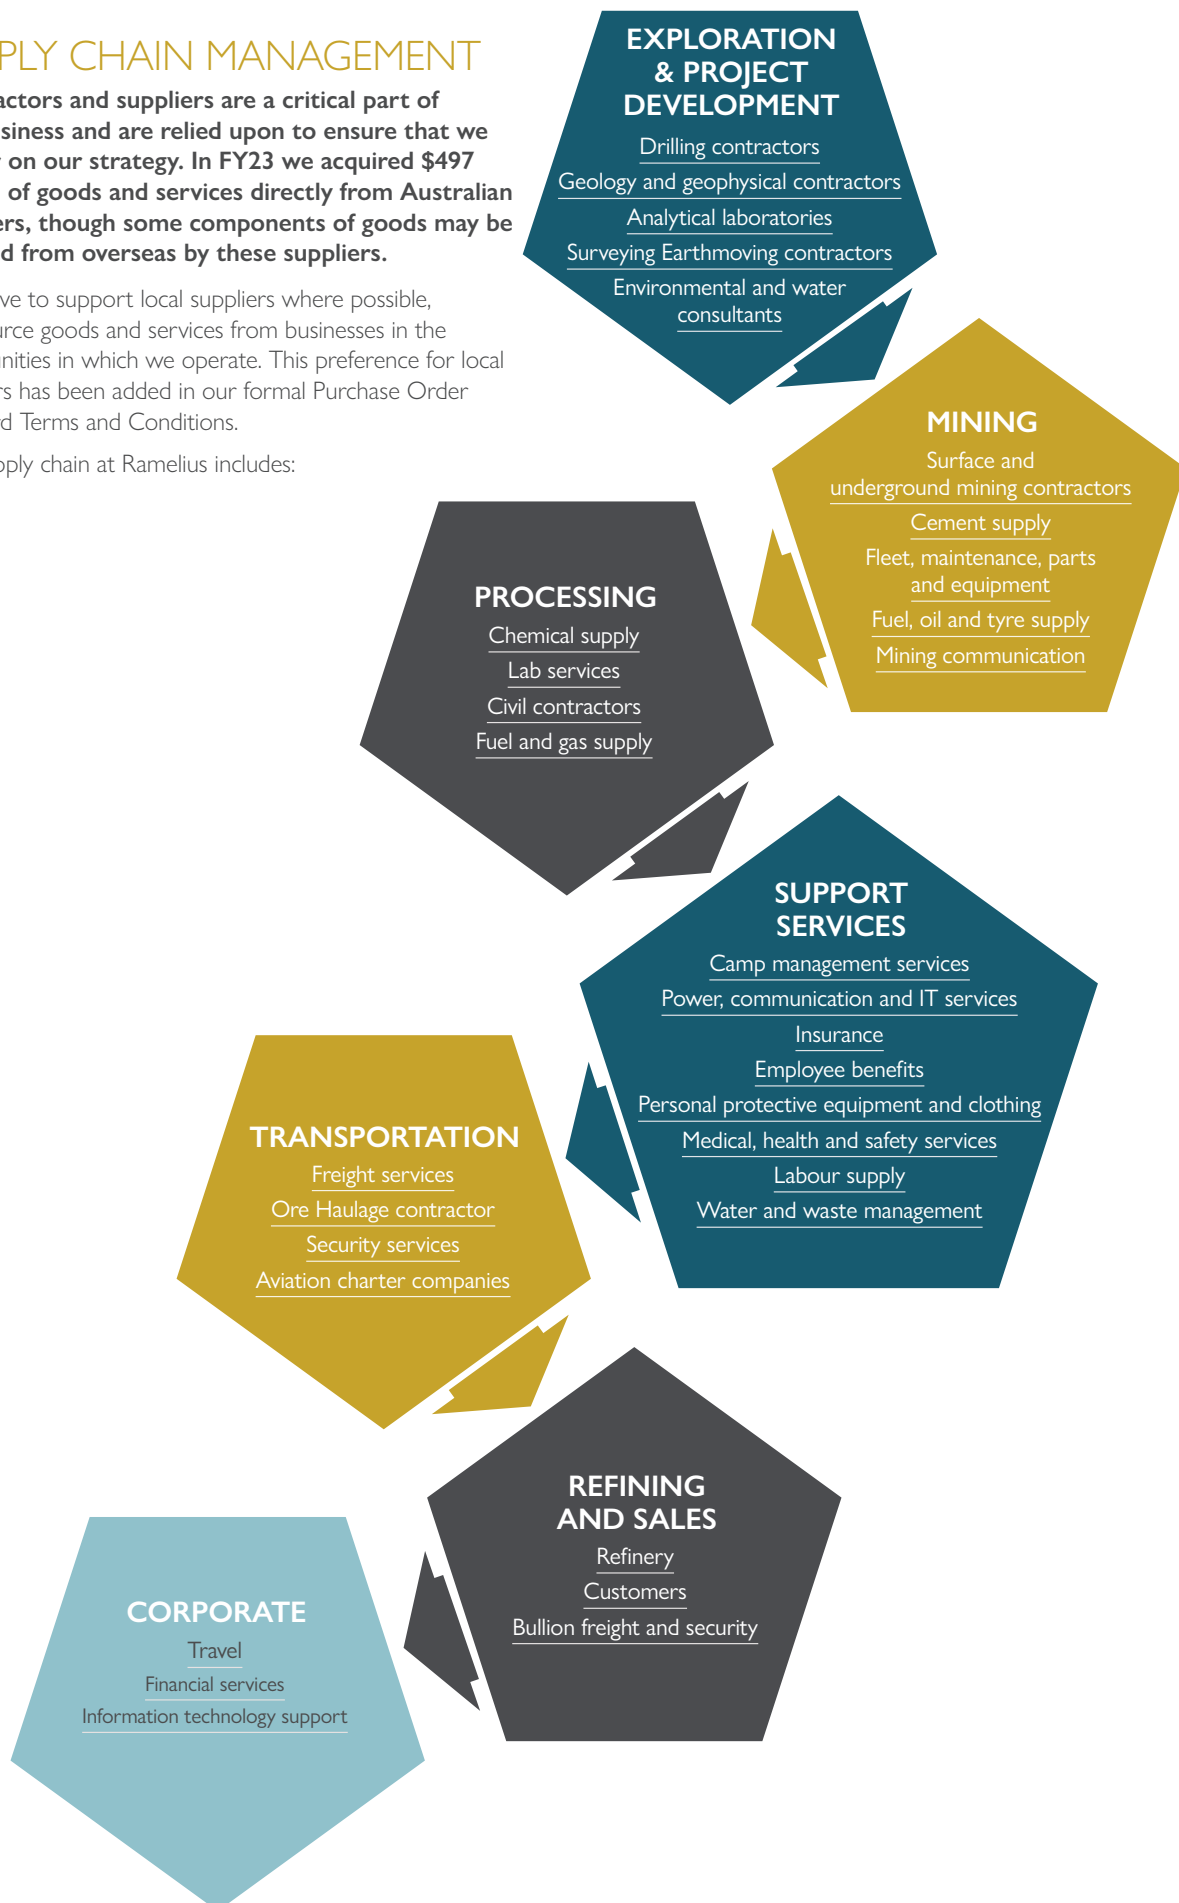 PLY CHAIN MANAGEMENT
actors and suppliers are a critical part of
siness and are relied upon to ensure that we
on our strategy. In FY23 we acquired $497
of goods and services directly from Australian
ers, though some components of goods may be
d from overseas by these suppliers.
ve to support local suppliers where possible,
urce goods and services from businesses in the
unities in which we operate. This preference for local
rs has been added in our formal Purchase Order
rd Terms and Conditions.
pply chain at Ramelius includes:
EXPLORATION
& PROJECT
DEVELOPMENT
Drilling contractors
Geology and geophysical contractors
Analytical laboratories
Surveying Earthmoving contractors
Environmental and water
consultants
MINING
Surface and
underground mining contractors
Cement supply
Fleet, maintenance, parts
and equipment
Fuel, oil and tyre supply
Mining communication
PROCESSING
Chemical supply
Lab services
Civil contractors
Fuel and gas supply
SUPPORT
SERVICES
Camp management services
Power, communication and IT services
Insurance
Employee benefits
Personal protective equipment and clothing
Medical, health and safety services
Labour supply
Water and waste management
TRANSPORTATION
Freight services
Ore Haulage contractor
Security services
Aviation charter companies
REFINING
AND SALES
Refinery
Customers
Bullion freight and security
CORPORATE
Travel
Financial services
Information technology support